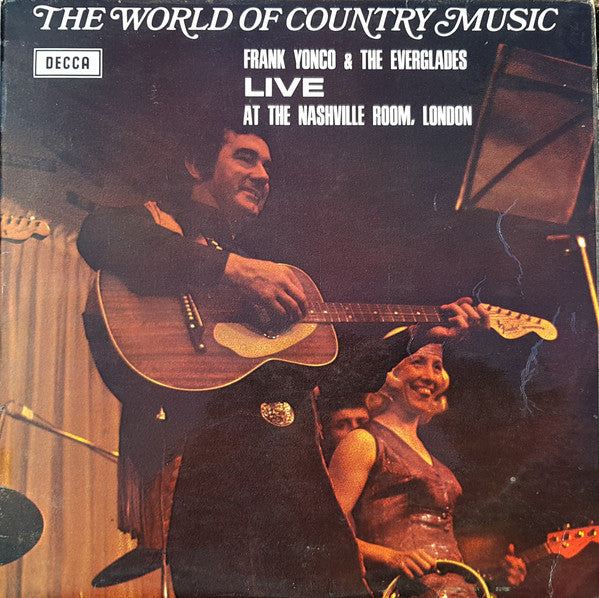 THE WORLD OF COUNTRY MUSIC
DECCA
FRANK YONCO & THE EVERGLADES
LIVE
AT THE NASHVILLE ROOM, LONDON